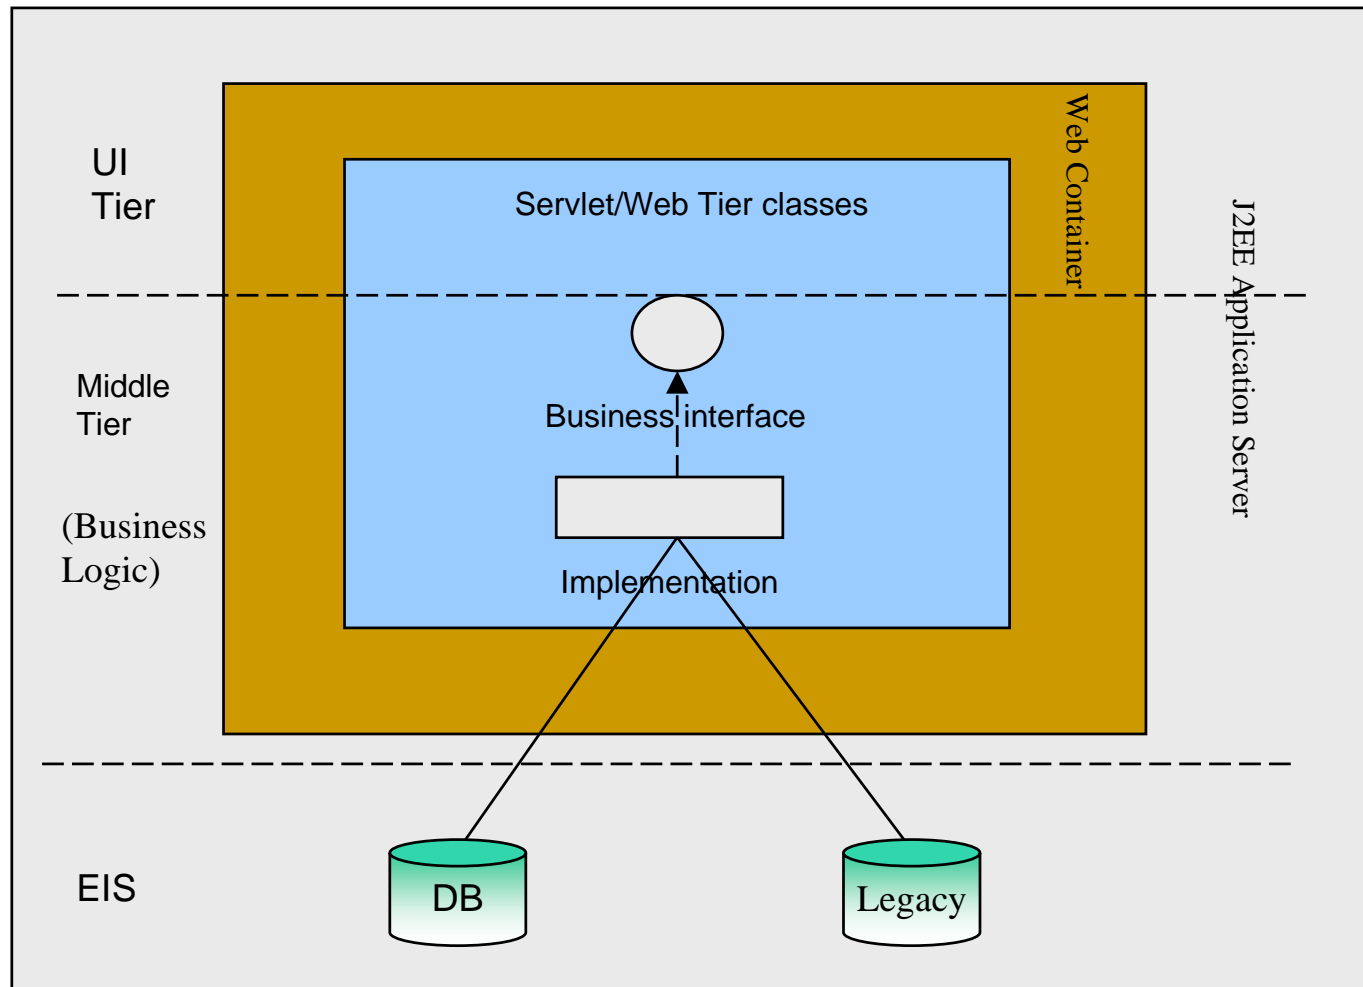 UI
Tier
Servlet/Web Tier classes
Web Container
J2EE Application Server
Middle
Tier
Business interface
(Business
Logic)
Implementation
EIS
DB
Legacy